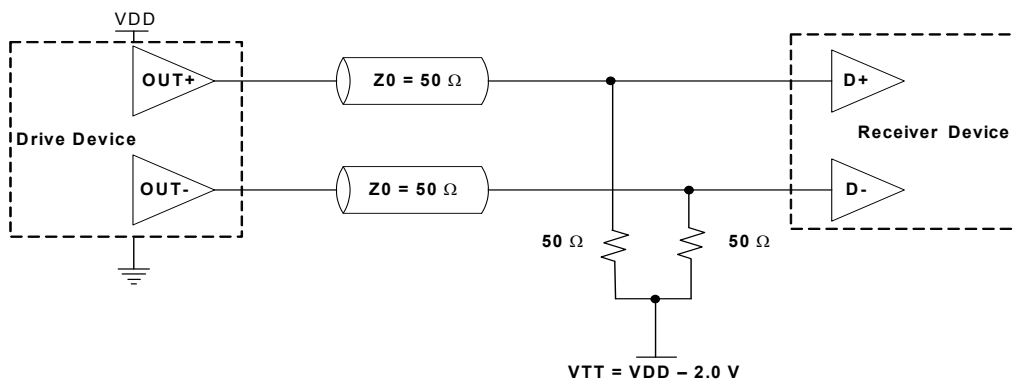 VDD
OUT+
Z0 = 50 Ω
D+
Drive Device
Receiver Device
OUT-
Z0 = 50 Ω
D-
50 Ω
50 Ω
VTT = VDD – 2.0 V